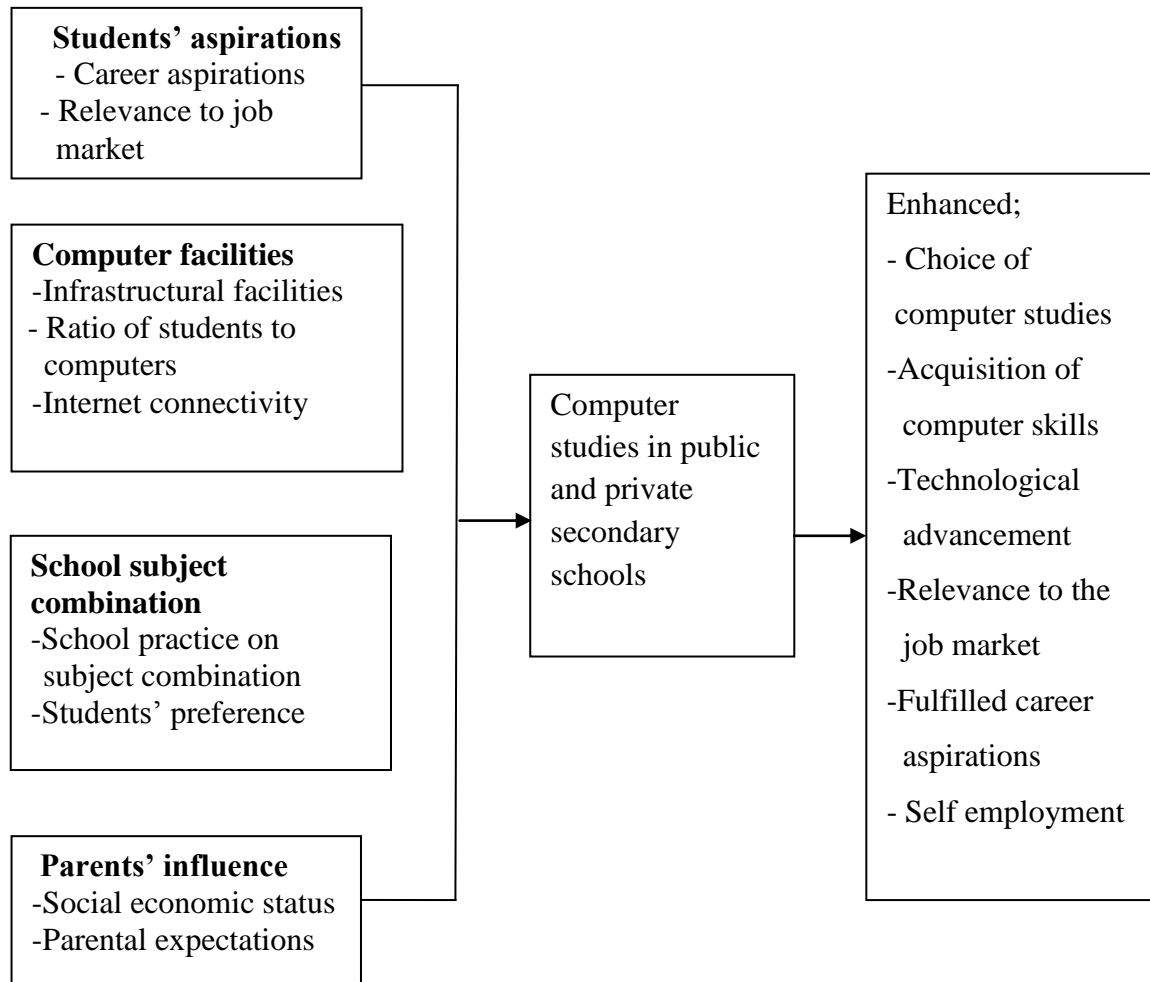 Students’ aspirations
- Career aspirations
- Relevance to job
market
Computer facilities
-Infrastructural facilities
- Ratio of students to
computers
-Internet connectivity
School subject
combination
-School practice on
subject combination
-Students’ preference
Parents’ influence
-Social economic status
-Parental expectations
Computer
studies in public
and private
secondary
schools
Enhanced;
- Choice of
computer studies
-Acquisition of
computer skills
-Technological
advancement
-Relevance to the
job market
-Fulfilled career
aspirations
- Self employment